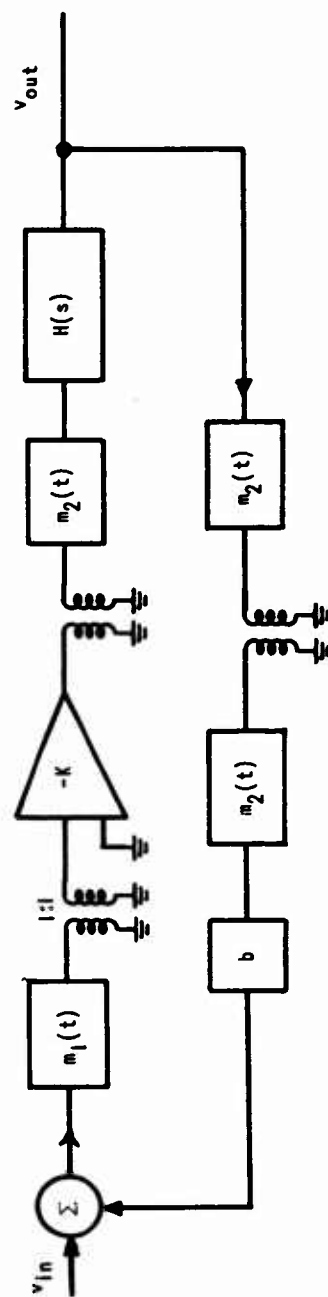 v_in
Σ
m_1(t)
1:1
-K
m_2(t)
H(s)
v_out
m_2(t)
m_2(t)
b